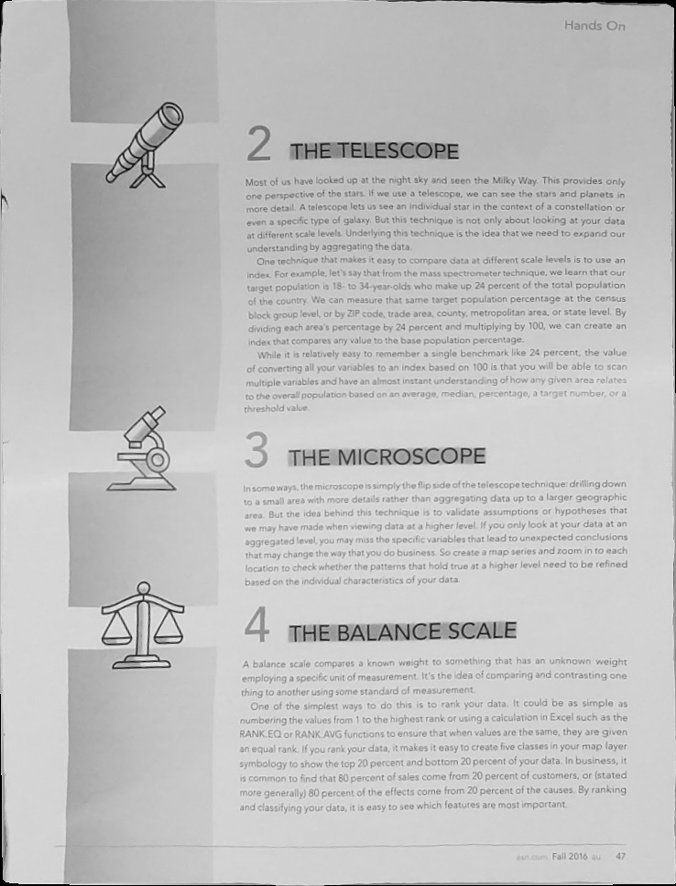 Hands On
2 THE TELESCOPE
Most of us have looked up at the night sky and seen the Milky Way. This provides only
one perspective of the stars. If we use a telescope, we can see the stars and planets in
more detail. A telescope lets us see an individual star in the context of a constellation or
even a specific type of galaxy. But this technique is not only about looking at your data
at different scale levels. Underlying this technique is the idea that we need to expand our
understanding by aggregating the data.
One technique that makes it easy to compare data at different scale levels is to use an
index. For example, let's say that from the mass spectrometer technique, we learn that our
target population is 18- to 34-year-olds who make up 24 percent of the total population
of the country. We can measure that same target population percentage at the census
block group level, or by ZIP code, trade area, county, metropolitan area, or state level. By
dividing each area's percentage by 24 percent and multiplying by 100, we can create an
index that compares any value to the base population percentage.
While it is relatively easy to remember a single benchmark like 24 percent, the value
of converting all your variables to an index based on 100 is that you will be able to scan
multiple variables and have an almost instant understanding of how any given area relates
to the overall population based on an average, median, percentage, a target number, or a
threshold value.
3 THE MICROSCOPE
In some ways, the microscope is simply the flip side of the telescope technique: drilling down
to a small area with more details rather than aggregating data up to a larger geographic
area. But the idea behind this technique is to validate assumptions or hypotheses that
we may have made when viewing data at a higher level. If you only look at your data at an
aggregated level, you may miss the specific variables that lead to unexpected conclusions
that may change the way that you do business. So create a map series and zoom in to each
location to check whether the patterns that hold true at a higher level need to be refined
based on the individual characteristics of your data.
4 THE BALANCE SCALE
A balance scale compares a known weight to something that has an unknown weight
employing a specific unit of measurement. It's the idea of comparing and contrasting one
thing to another using some standard of measurement.
One of the simplest ways to do this is to rank your data. It could be as simple as
numbering the values from 1 to the highest rank or using a calculation in Excel such as the
RANK.EQ or RANK.AVG functions to ensure that when values are the same, they are given
an equal rank. If you rank your data, it makes it easy to create five classes in your map layer
symbology to show the top 20 percent and bottom 20 percent of your data. In business, it
is common to find that 80 percent of sales come from 20 percent of customers, or (stated
more generally) 80 percent of the effects come from 20 percent of the causes. By ranking
and classifying your data, it is easy to see which features are most important.
esri.com Fall 2016 au 47